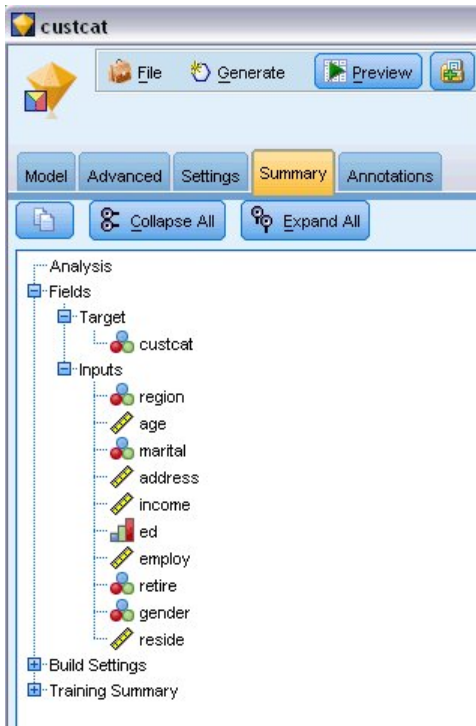 custcat
File Generate Preview
Model Advanced Settings Summary Annotations
Collapse All Expand All
Analysis
Fields
Target
custcat
Inputs
region
age
marital
address
income
ed
employ
retire
gender
reside
Build Settings
Training Summary